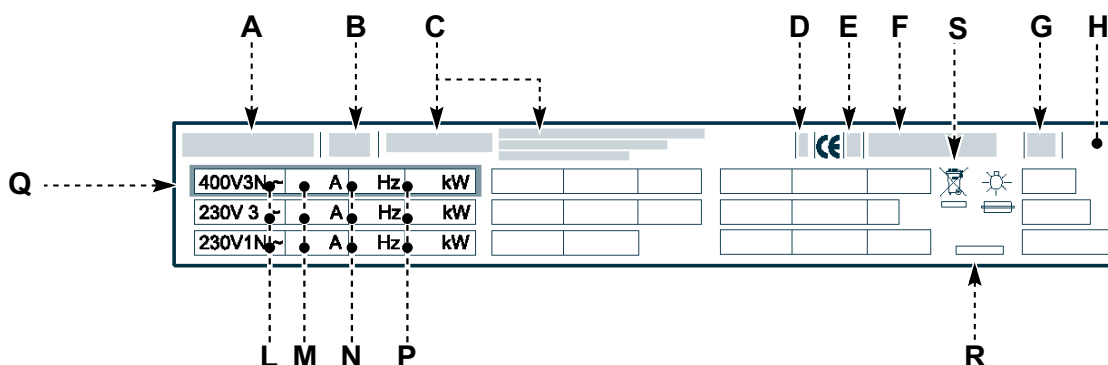 A B C D E F S G H
CE
Q
400V3N~ A Hz kW
230V 3 ~ A Hz kW
230V1N~ A Hz kW
L M N P R